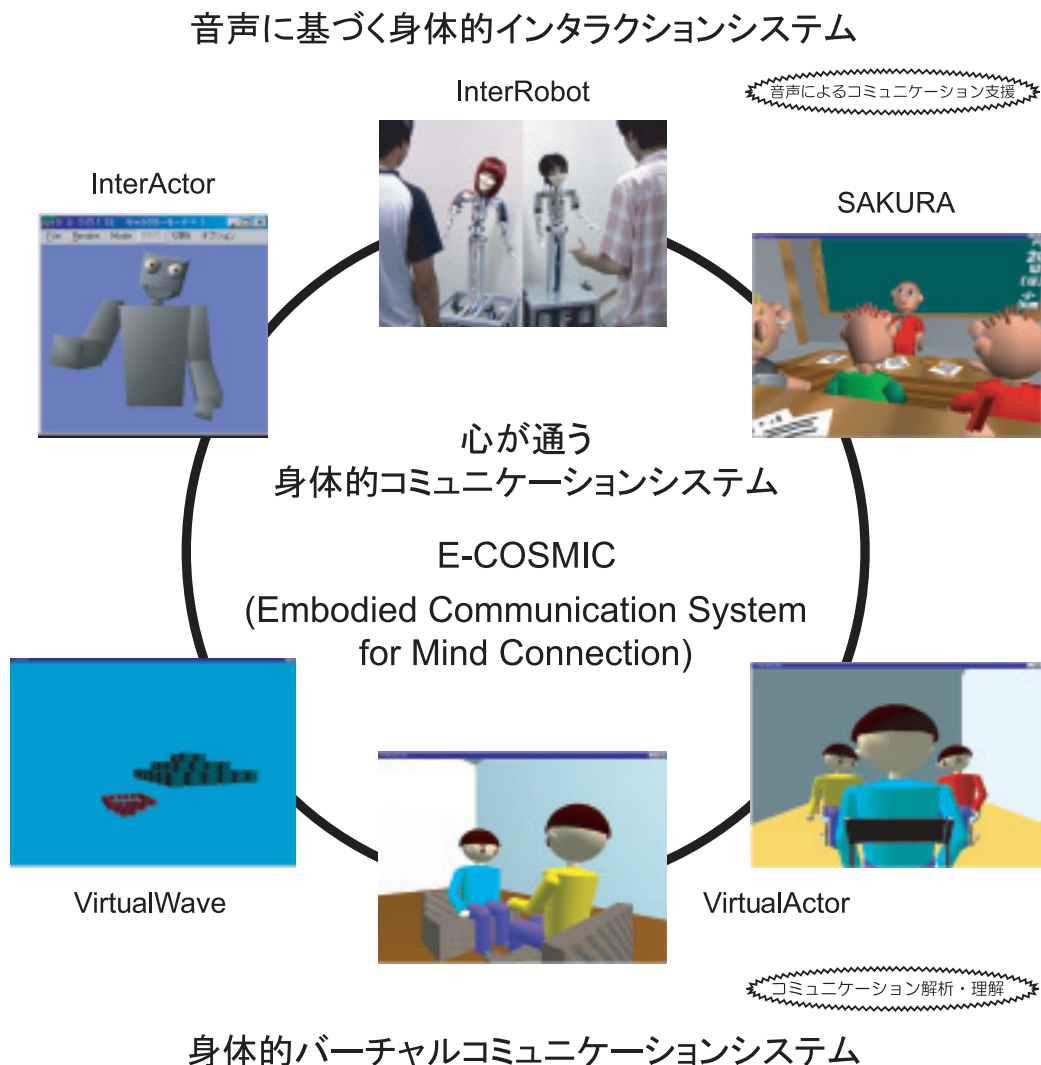 音声に基づく身体的インタラクションシステム
InterRobot
音声によるコミュニケーション支援
InterActor
SAKURA
File Render Mode
心が通う
身体的コミュニケーションシステム
E-COSMIC
(Embodied Communication System
for Mind Connection)
VirtualWave
VirtualActor
コミュニケーション解析・理解
身体的バーチャルコミュニケーションシステム